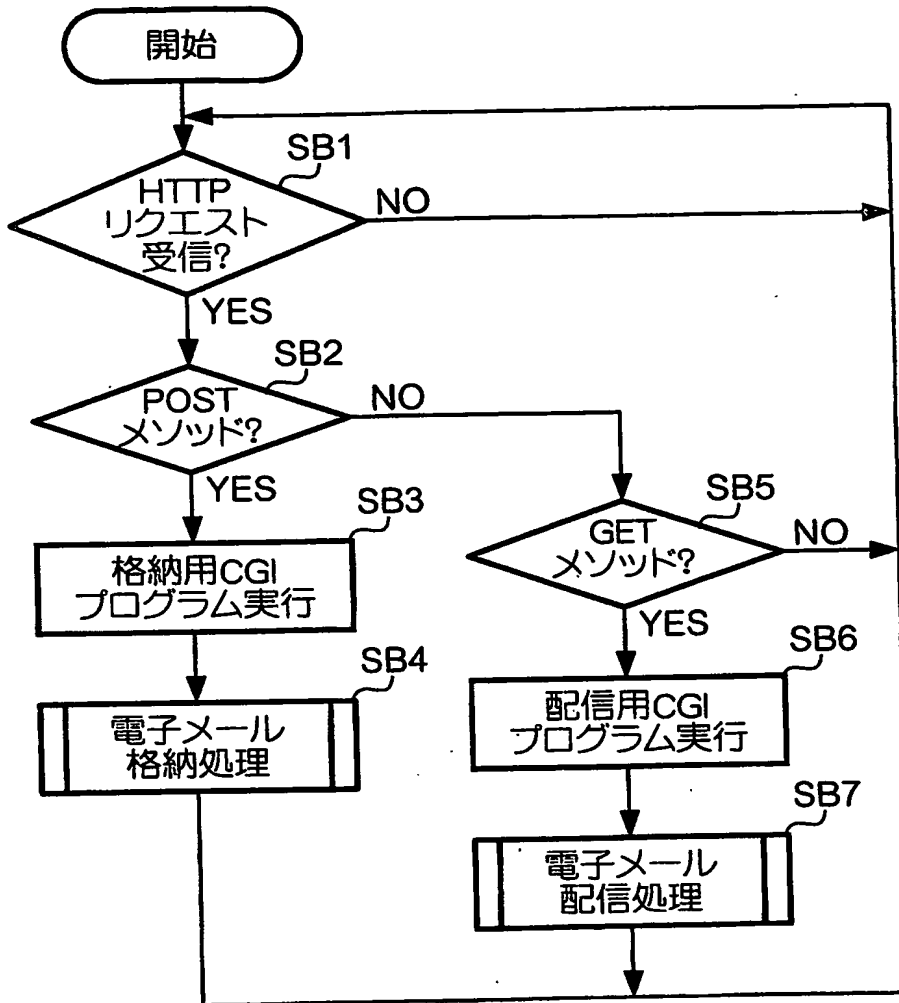 開始
SB1
HTTP
リクエスト
受信?
NO
YES
SB2
POST
メソッド?
NO
YES
SB3
格納用CGI
プログラム実行
SB4
電子メール
格納処理
SB5
GET
メソッド?
NO
YES
SB6
配信用CGI
プログラム実行
SB7
電子メール
配信処理